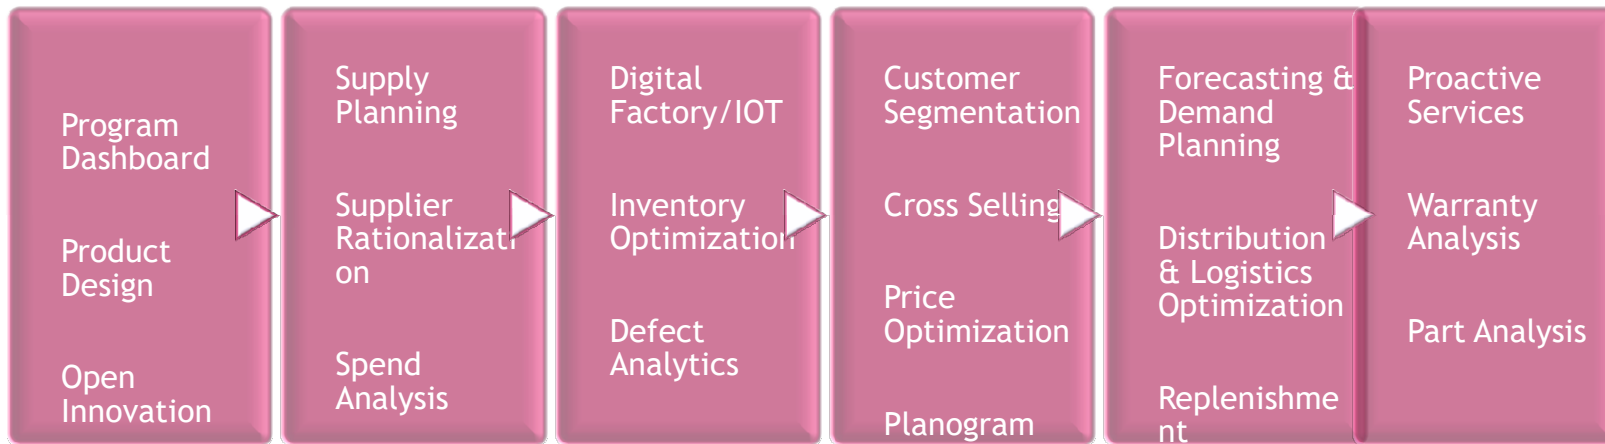 Program
Dashboard
Product
Design
Open
Innovation
Supply
Planning
Supplier
Rationalizati
on
Spend
Analysis
Digital
Factory/IOT
Inventory
Optimization
Defect
Analytics
Customer
Segmentation
Cross Selling
Price
Optimization
Planogram
Forecasting &
Demand
Planning
Distribution
& Logistics
Optimization
Replenishme
nt
Proactive
Services
Warranty
Analysis
Part Analysis